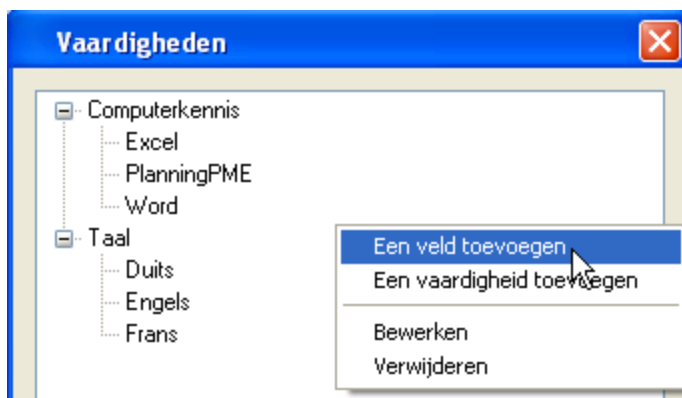 Vaardigheden
Computerkennis
Excel
PlanningPME
Word
Taal
Duits
Engels
Frans
Een veld toevoegen
Een vaardigheid toevoegen
Bewerken
Verwijderen